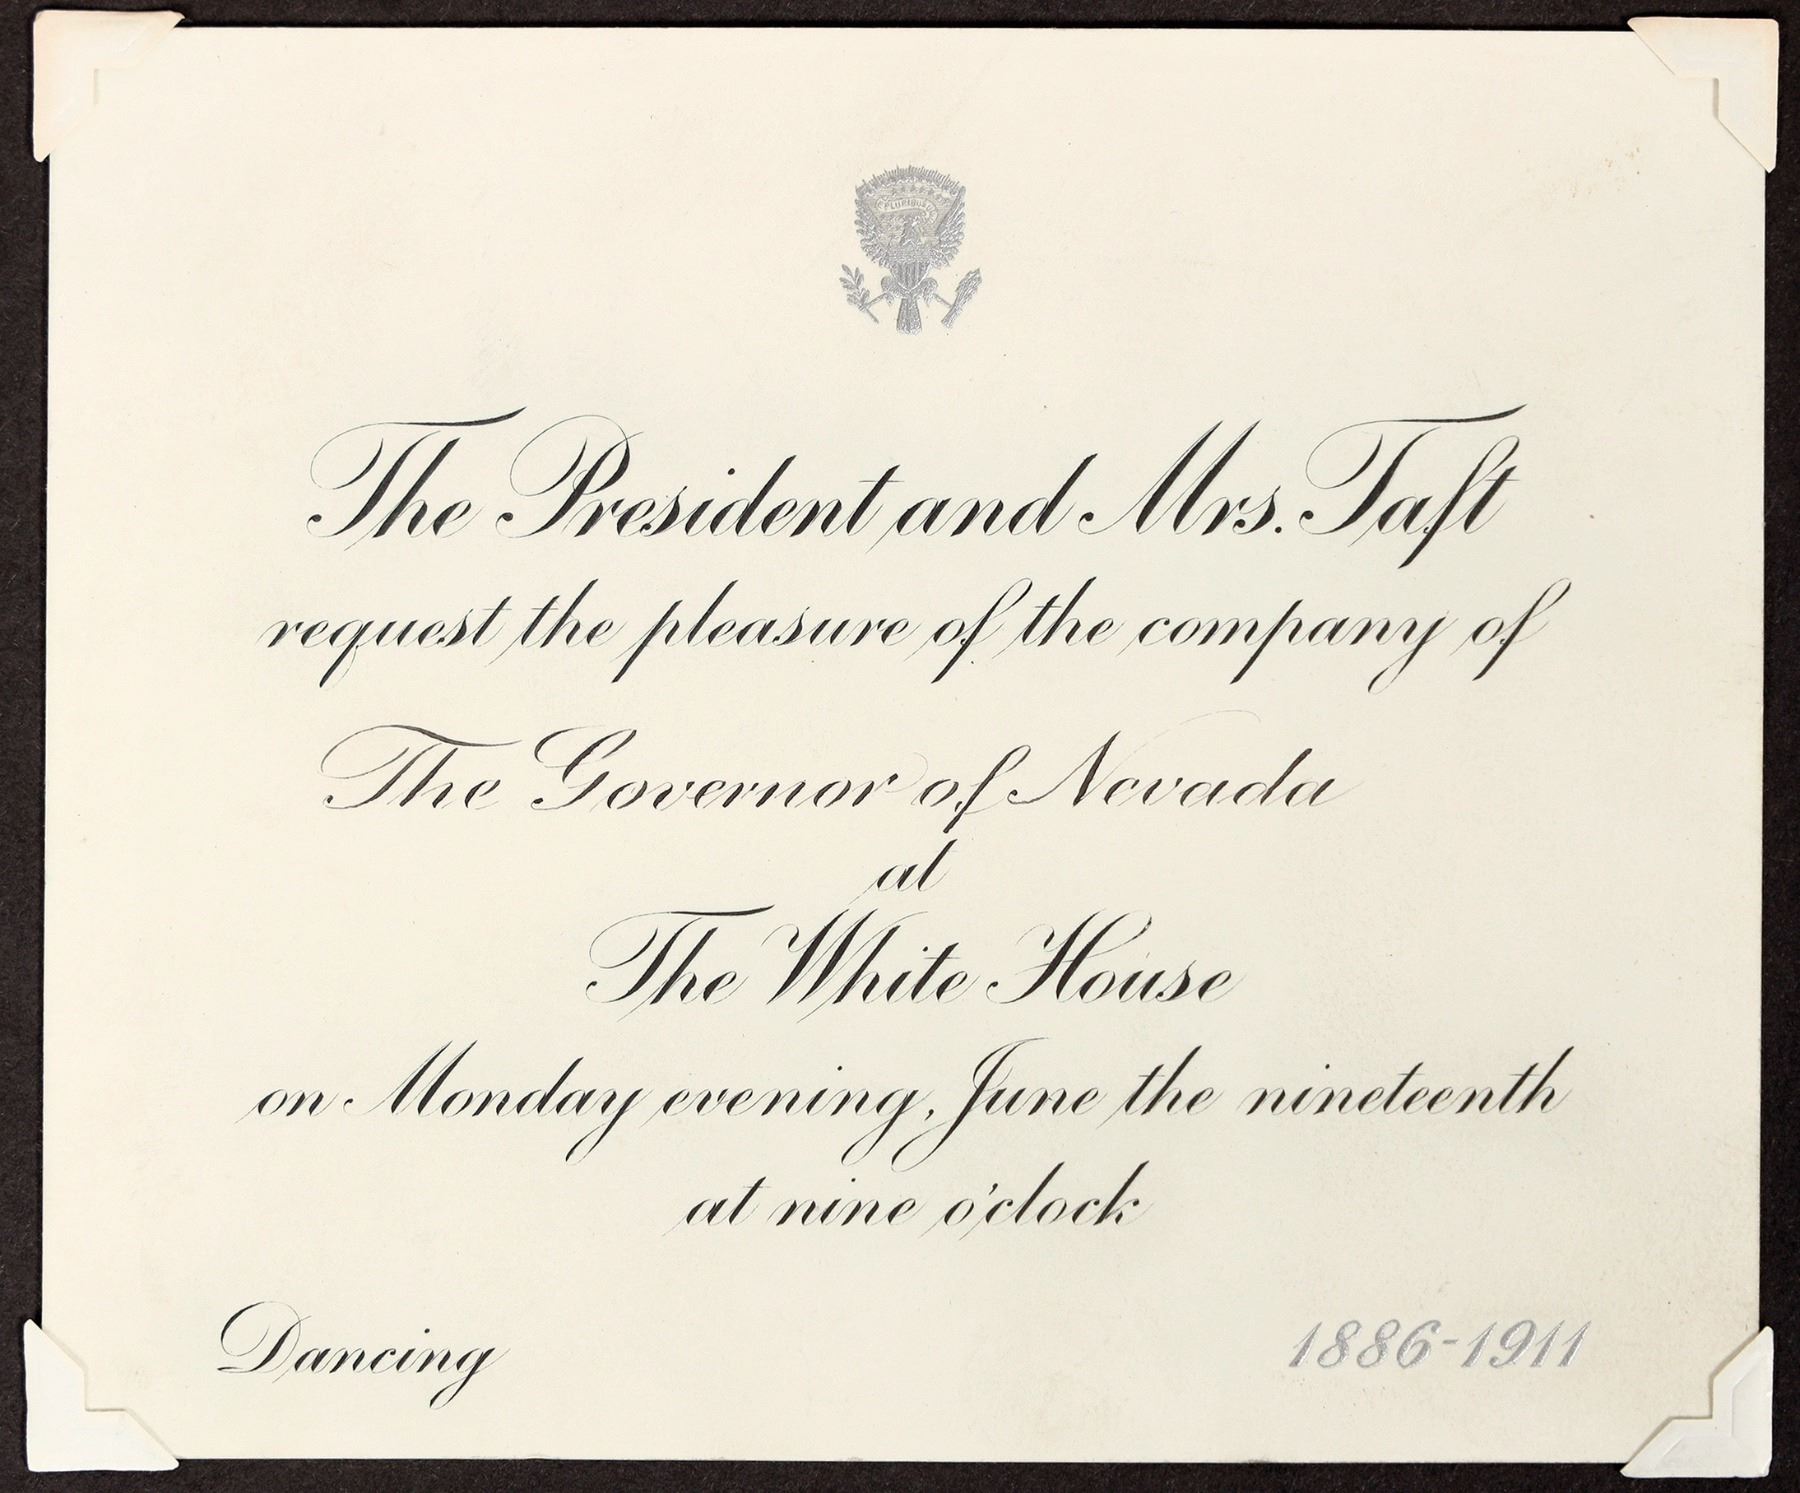 PLURIBUS
The President and Mrs. Taft
request the pleasure of the company of
The Governor of Nevada
at
The White House
on Monday evening, June the nineteenth
at nine o'clock
Dancing
1886-1911